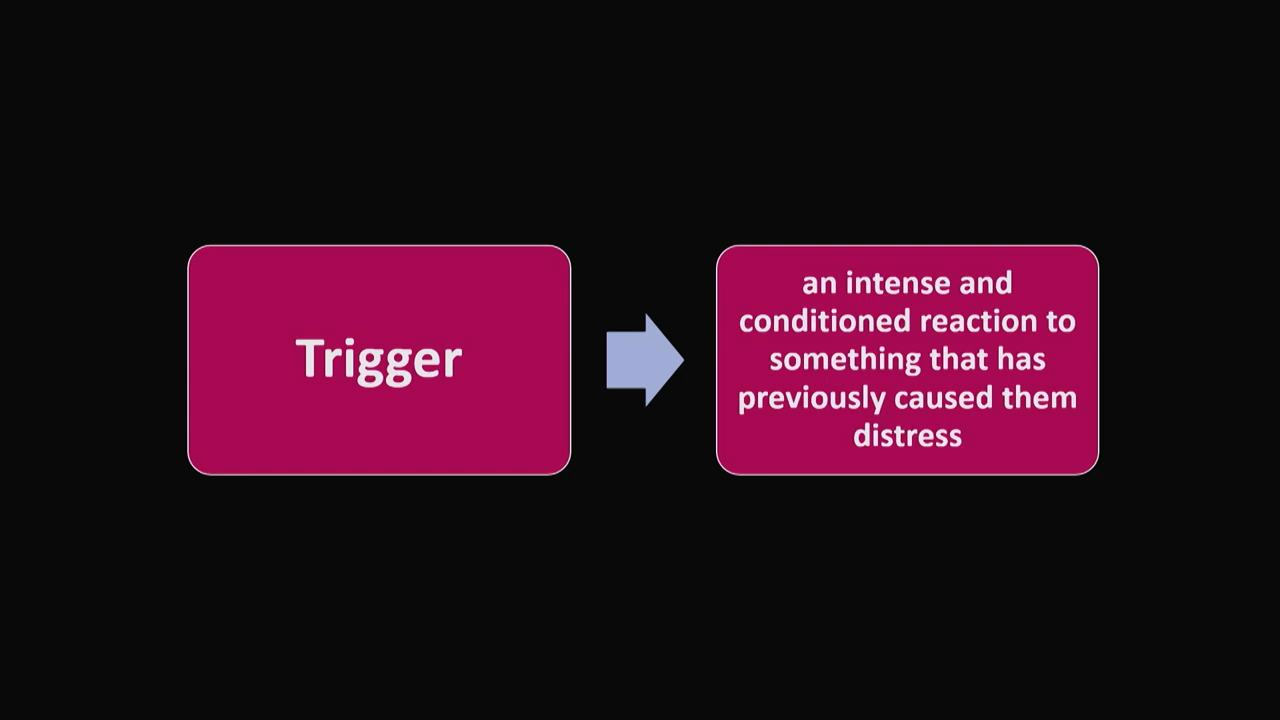 Trigger
an intense and
conditioned reaction to
something that has
previously caused them
distress